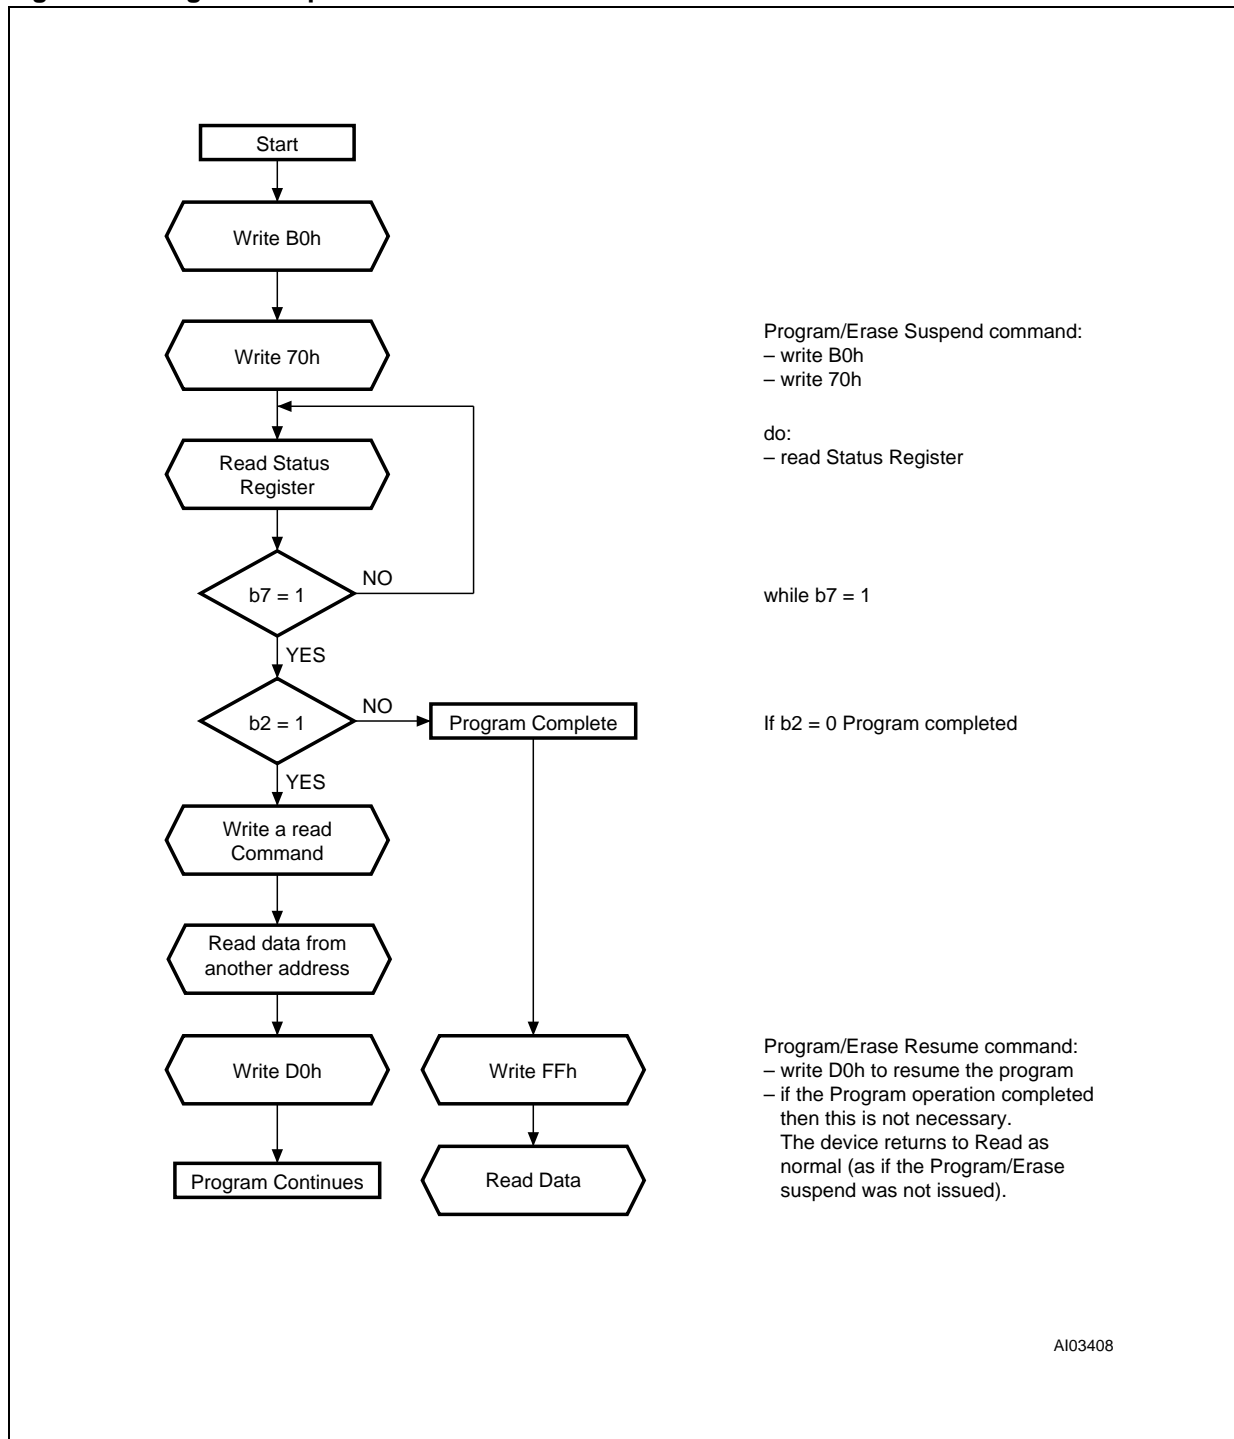 Start
Write B0h
Write 70h
Program/Erase Suspend command:
– write B0h
– write 70h
do:
– read Status Register
Read Status
Register
NO
b7 = 1
while b7 = 1
YES
NO
b2 = 1
Program Complete
If b2 = 0 Program completed
YES
Write a read
Command
Read data from
another address
Write D0h
Write FFh
Program/Erase Resume command:
– write D0h to resume the program
– if the Program operation completed
then this is not necessary.
The device returns to Read as
normal (as if the Program/Erase
suspend was not issued).
Program Continues
Read Data
AI03408